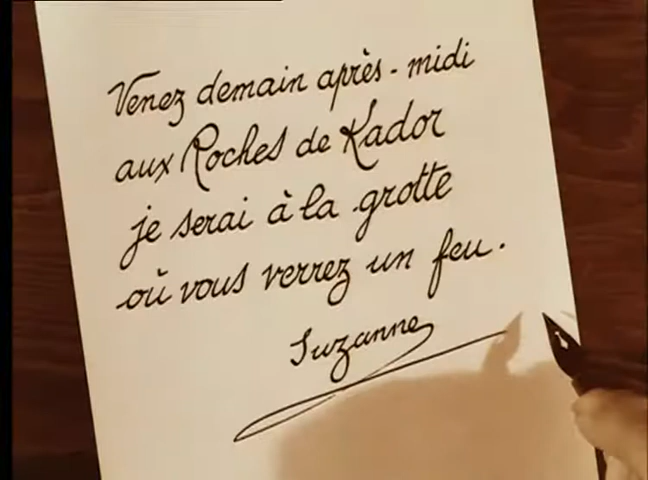 Venez demain après-midi
aux Roches de Kador
je serai à la grotte
où vous verrez un feu.
Suzanne